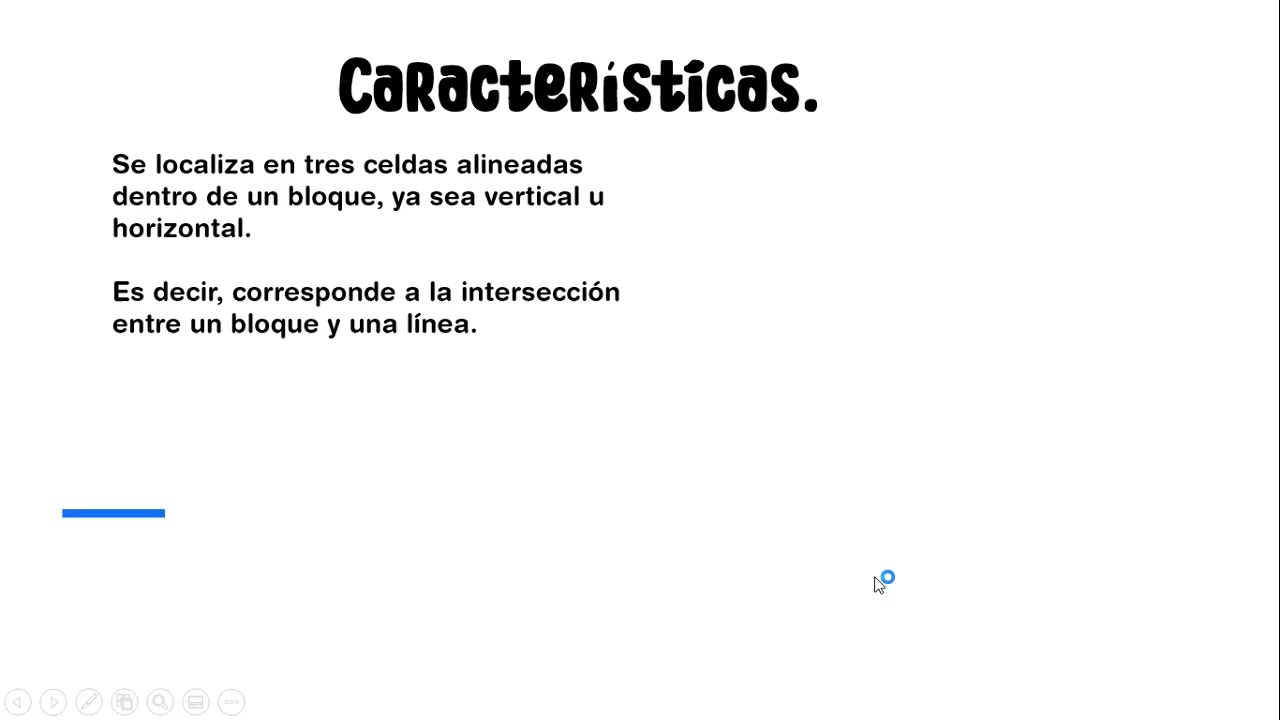 Características.
Se localiza en tres celdas alineadas
dentro de un bloque, ya sea vertical u
horizontal.
Es decir, corresponde a la intersección
entre un bloque y una línea.